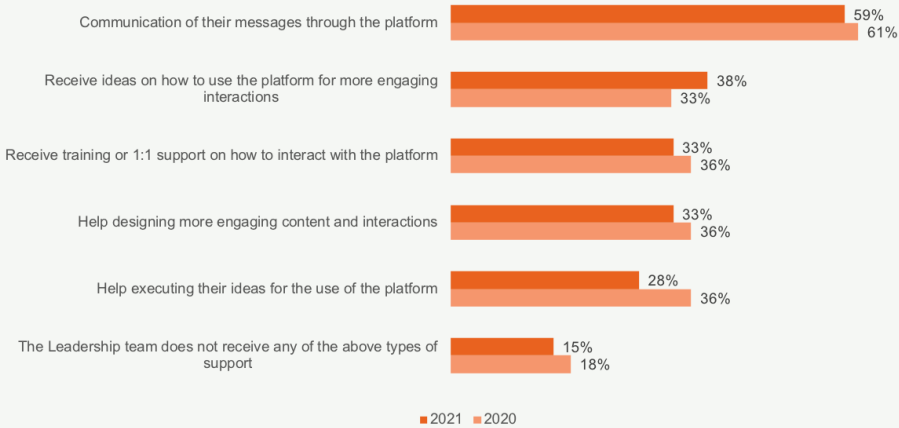 Communication of their messages through the platform
59%
61%
Receive ideas on how to use the platform for more engaging
interactions
38%
33%
Receive training or 1:1 support on how to interact with the platform
33%
36%
Help designing more engaging content and interactions
33%
36%
Help executing their ideas for the use of the platform
28%
36%
The Leadership team does not receive any of the above types of
support
15%
18%
2021 2020